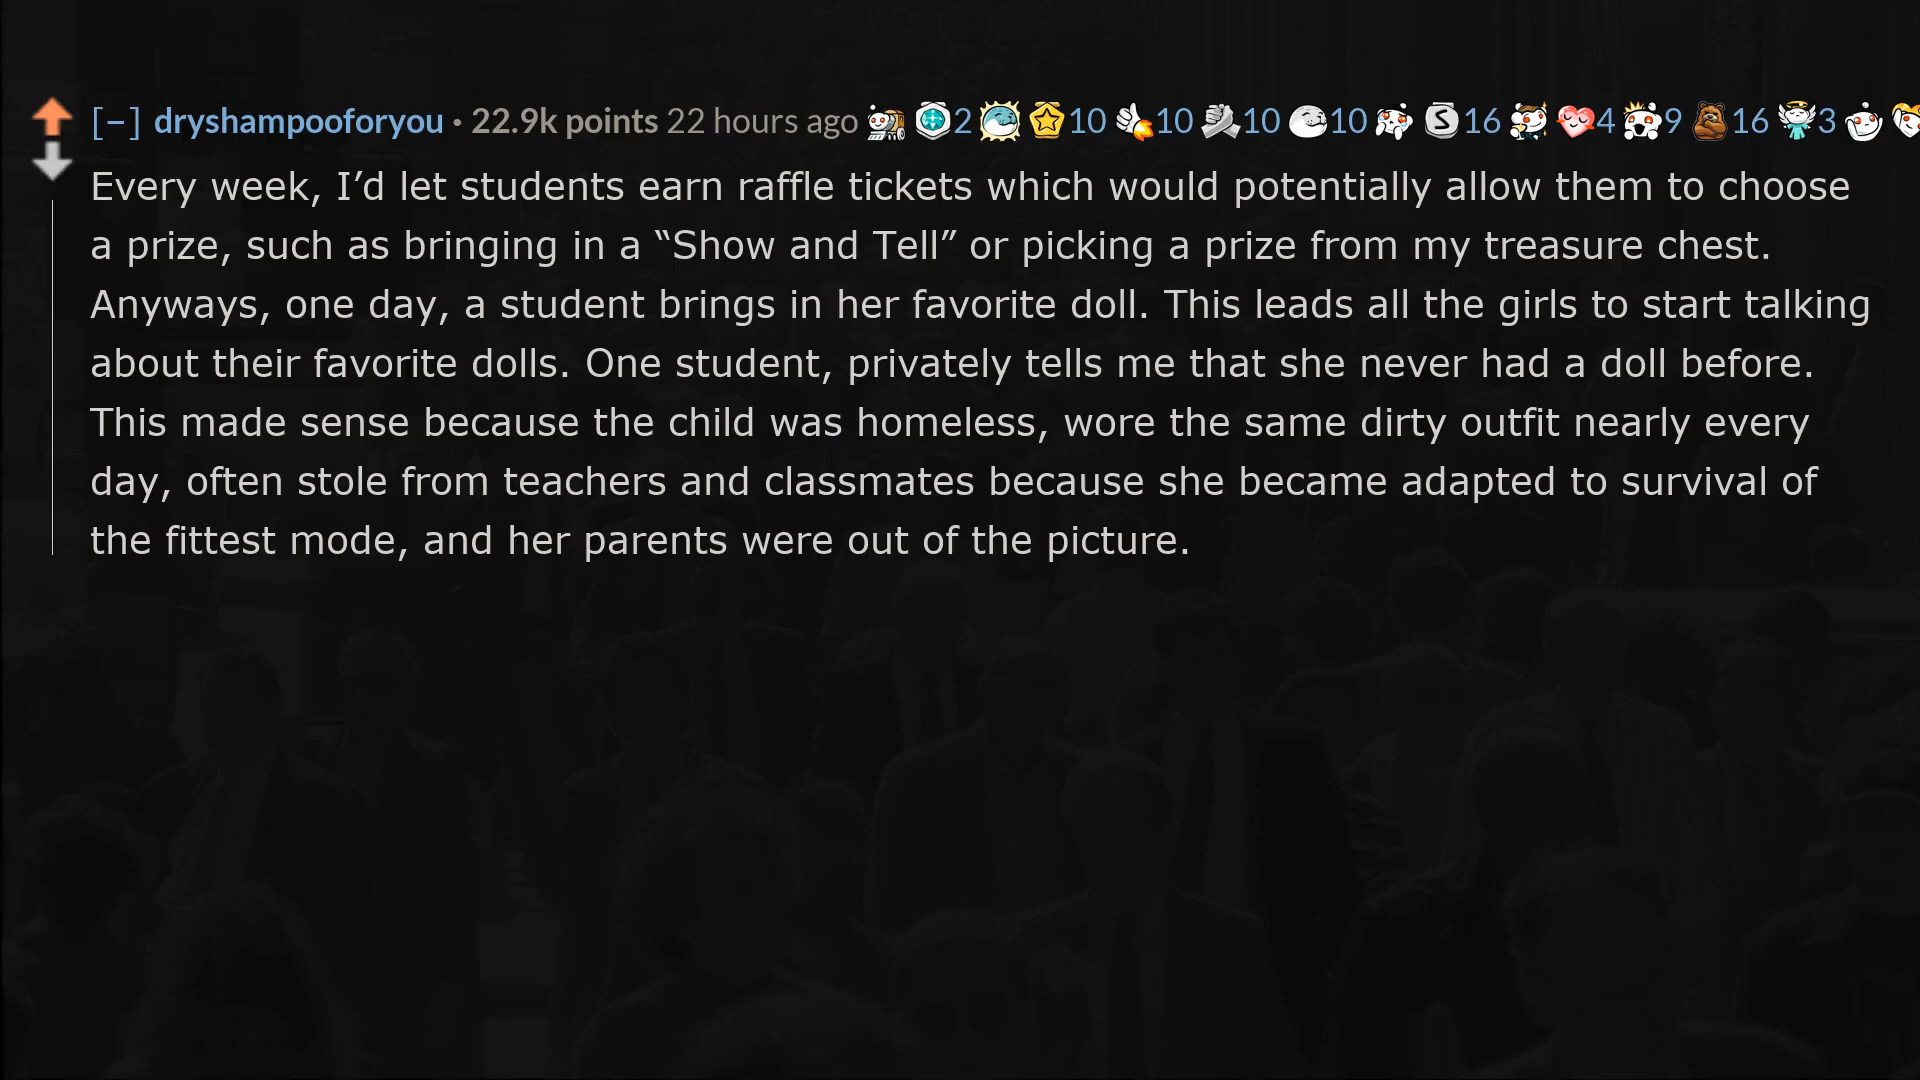 [−] dryshampooforyou • 22.9k points 22 hours ago 2 10 10 10 10 S 16 4 9 16 3
Every week, I’d let students earn raffle tickets which would potentially allow them to choose
a prize, such as bringing in a “Show and Tell” or picking a prize from my treasure chest.
Anyways, one day, a student brings in her favorite doll. This leads all the girls to start talking
about their favorite dolls. One student, privately tells me that she never had a doll before.
This made sense because the child was homeless, wore the same dirty outfit nearly every
day, often stole from teachers and classmates because she became adapted to survival of
the fittest mode, and her parents were out of the picture.